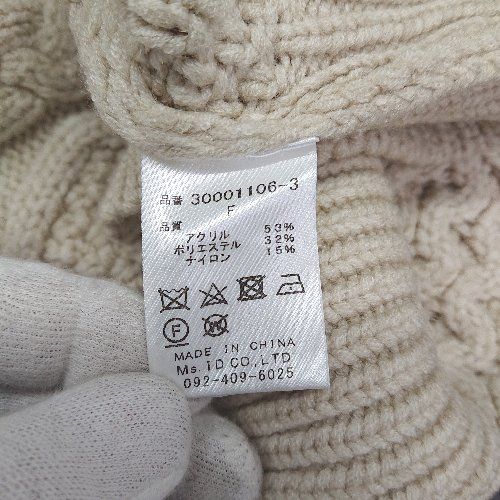 品番 30001106-3
F
品質
アクリル 53%
ポリエステル 32%
ナイロン 15%
F
W
MADE IN CHINA
Ms. ID CO., LTD
092-409-6025